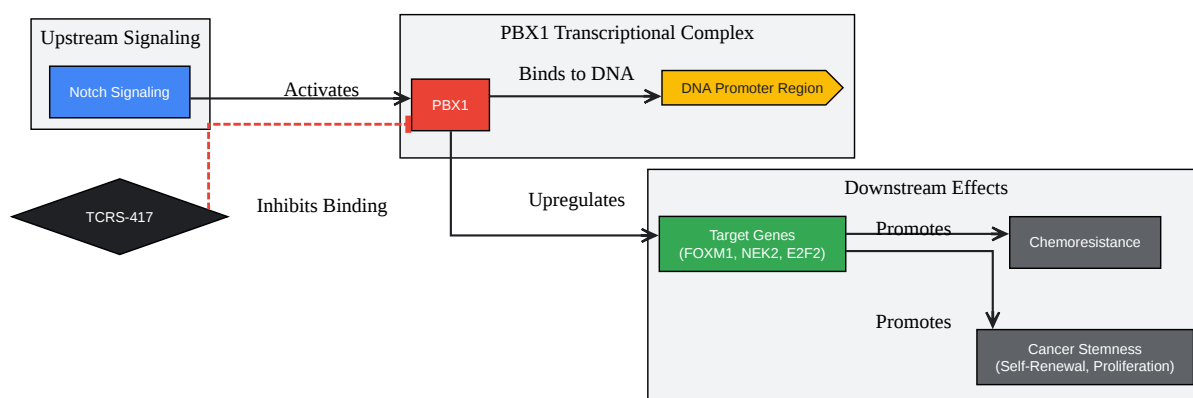 Upstream Signaling
Notch Signaling
Activates
PBX1 Transcriptional Complex
PBX1
Binds to DNA
DNA Promoter Region
TCRS-417
Inhibits Binding
Upregulates
Downstream Effects
Target Genes
(FOXM1, NEK2, E2F2)
Promotes
Chemoresistance
Promotes
Cancer Stemness
(Self-Renewal, Proliferation)